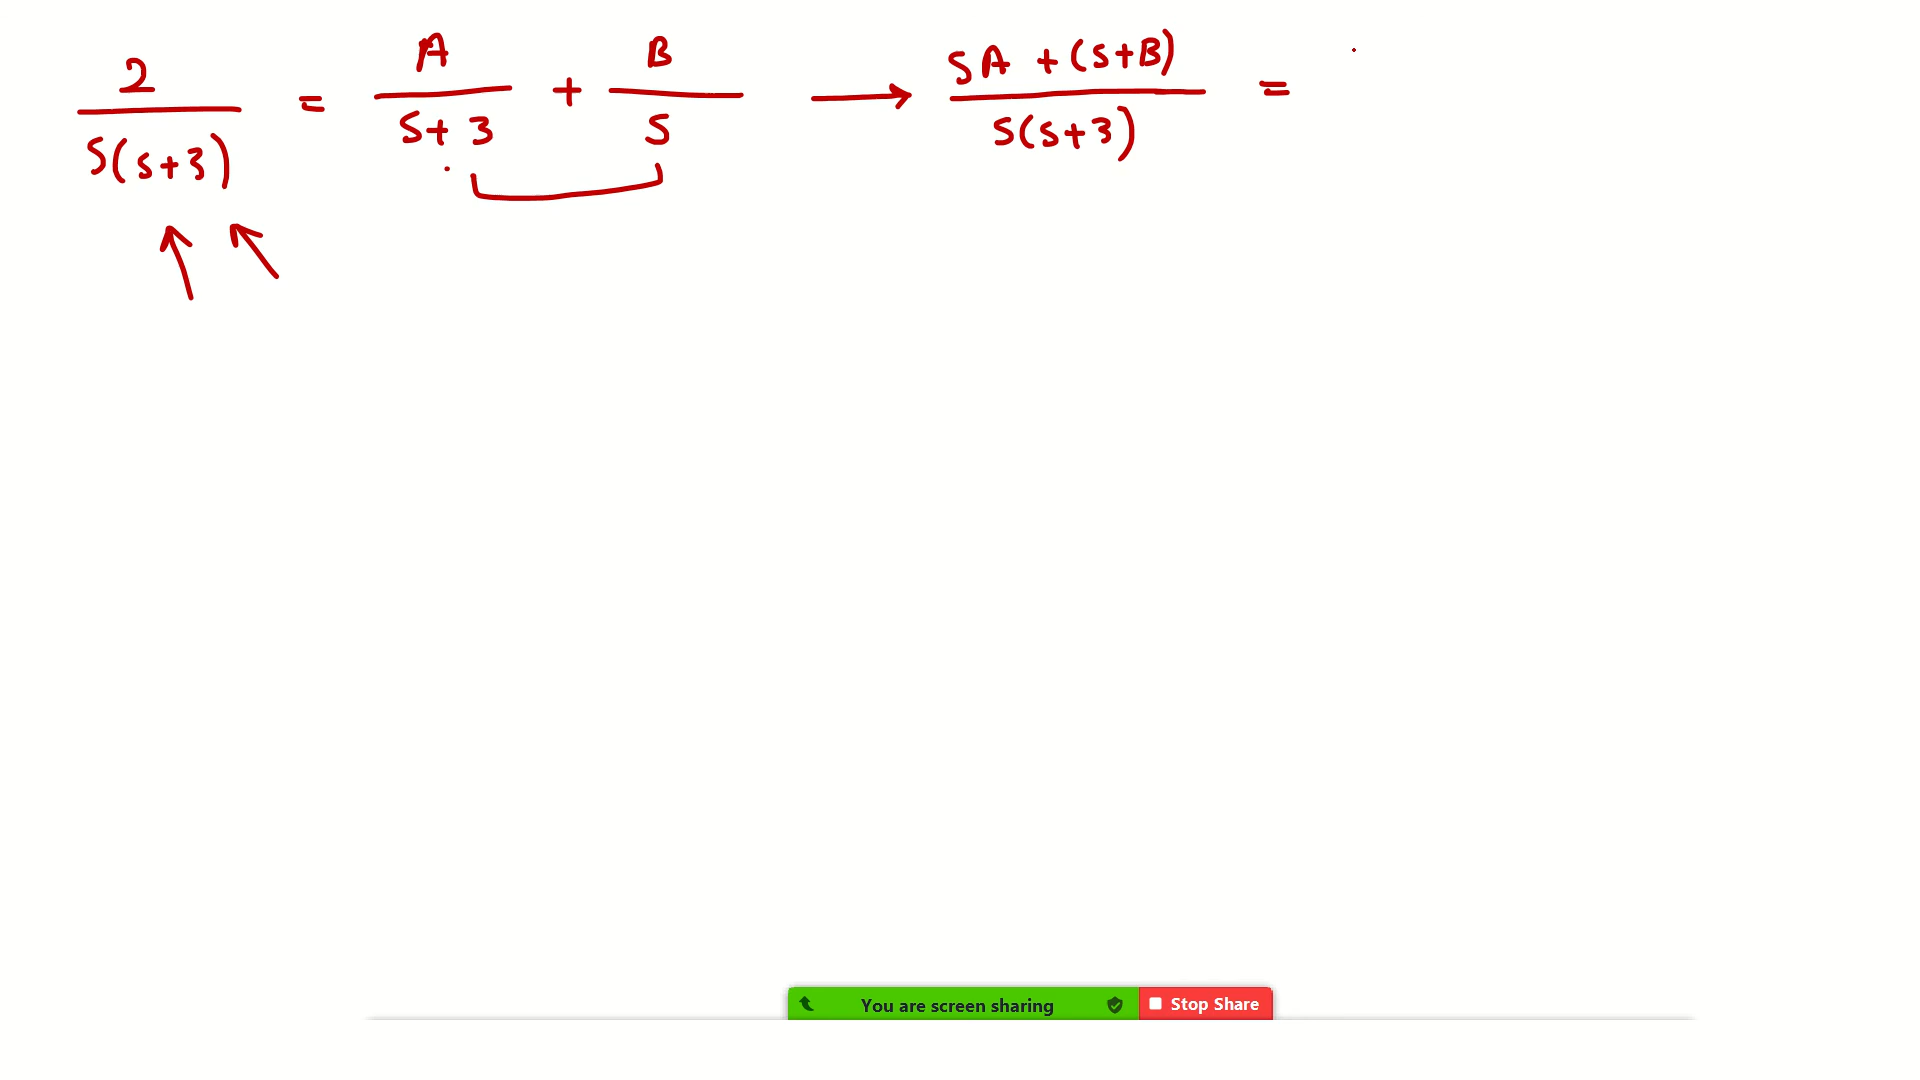 2/(S(s+3)) = A/(S+3) + B/S → (SA + (s+B))/(S(s+3)) =
You are screen sharing Stop Share